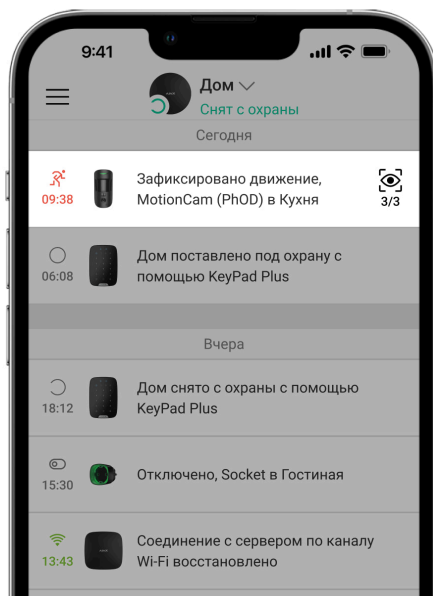 9:41
Дом
Снят с охраны
Сегодня
Зафиксировано движение,
MotionCam (PhOD) в Кухня
09:38
3/3
Дом поставлено под охрану с
помощью KeyPad Plus
06:08
Вчера
Дом снято с охраны с помощью
KeyPad Plus
18:12
Отключено, Socket в Гостиная
15:30
Соединение с сервером по каналу
Wi-Fi восстановлено
13:43